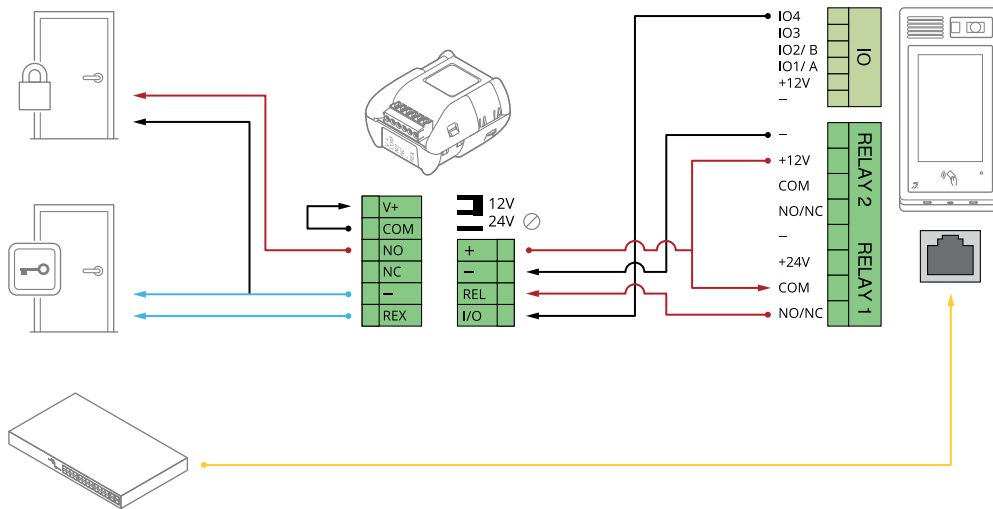 V+
COM
NO
NC
–
REX
12V
24V
+
–
REL
I/O
IO4
IO3
IO2/ B
IO1/ A
+12V
–
IO
–
+12V
COM
NO/NC
–
+24V
COM
NO/NC
RELAY 2
RELAY 1